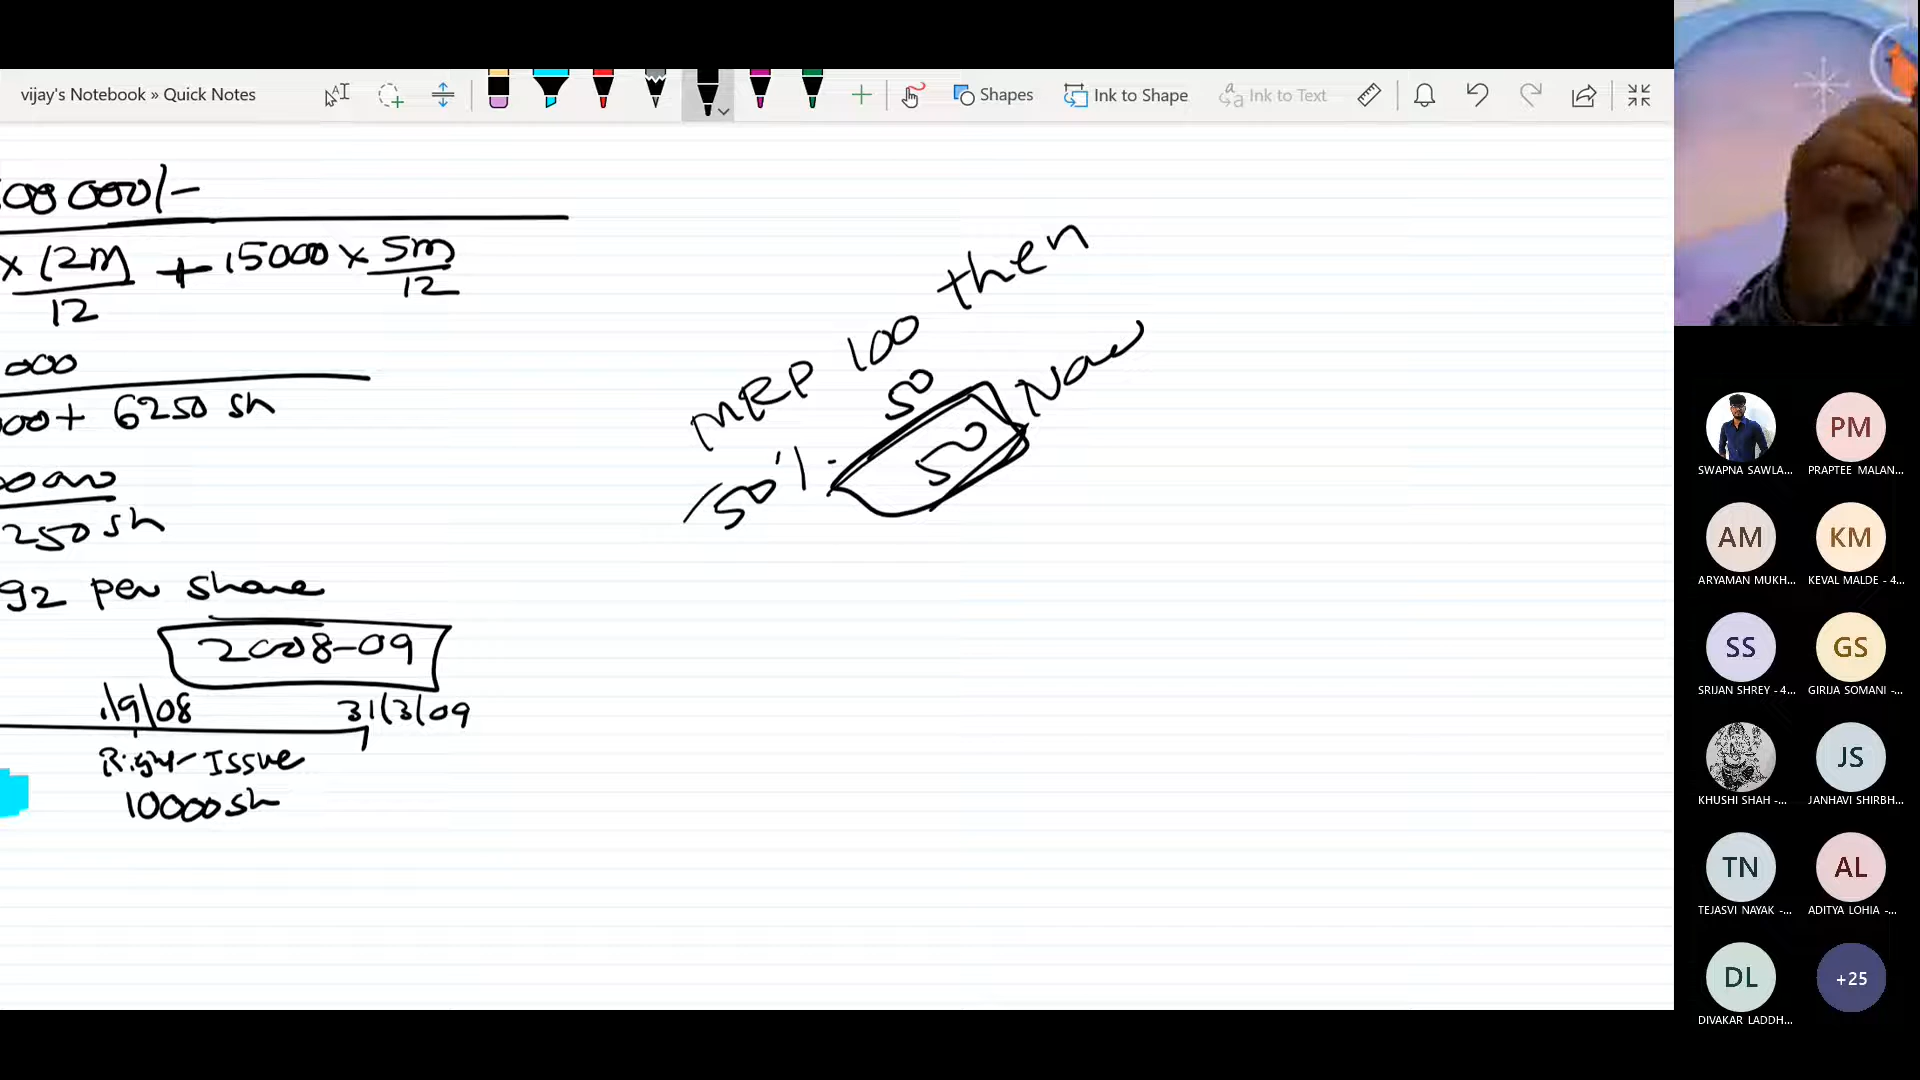 vijay's Notebook » Quick Notes
Shapes
Ink to Shape
Ink to Text
08000/-
x 12m/12 + 15000 x 5m/12
000
000 + 6250 sh
250 sh
92 per share
2008-09
1/9/08 31/3/09
Right Issue
10000 sh
MRP 100 then
50
50%. 50 Now
SWAPNA SAWLA...
PM
PRAPTEE MALAN...
AM
ARYAMAN MUKH...
KM
KEVAL MALDE - 4...
SS
SRIJAN SHREY - 4...
GS
GIRIJA SOMANI -...
KHUSHI SHAH -...
JS
JANHAVI SHIRBH...
TN
TEJASVI NAYAK -...
AL
ADITYA LOHIA -...
DL
DIVAKAR LADDH...
+25